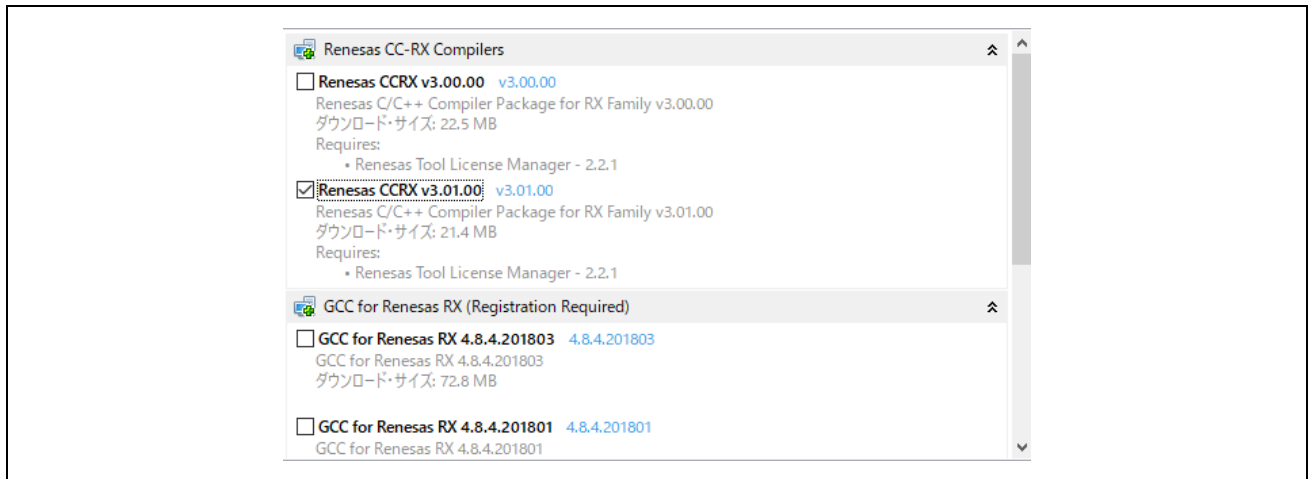 Renesas CC-RX Compilers
Renesas CCRX v3.00.00 v3.00.00
Renesas C/C++ Compiler Package for RX Family v3.00.00
ダウンロード・サイズ: 22.5 MB
Requires:
• Renesas Tool License Manager - 2.2.1
Renesas CCRX v3.01.00 v3.01.00
Renesas C/C++ Compiler Package for RX Family v3.01.00
ダウンロード・サイズ: 21.4 MB
Requires:
• Renesas Tool License Manager - 2.2.1
GCC for Renesas RX (Registration Required)
GCC for Renesas RX 4.8.4.201803 4.8.4.201803
GCC for Renesas RX 4.8.4.201803
ダウンロード・サイズ: 72.8 MB
GCC for Renesas RX 4.8.4.201801 4.8.4.201801
GCC for Renesas RX 4.8.4.201801